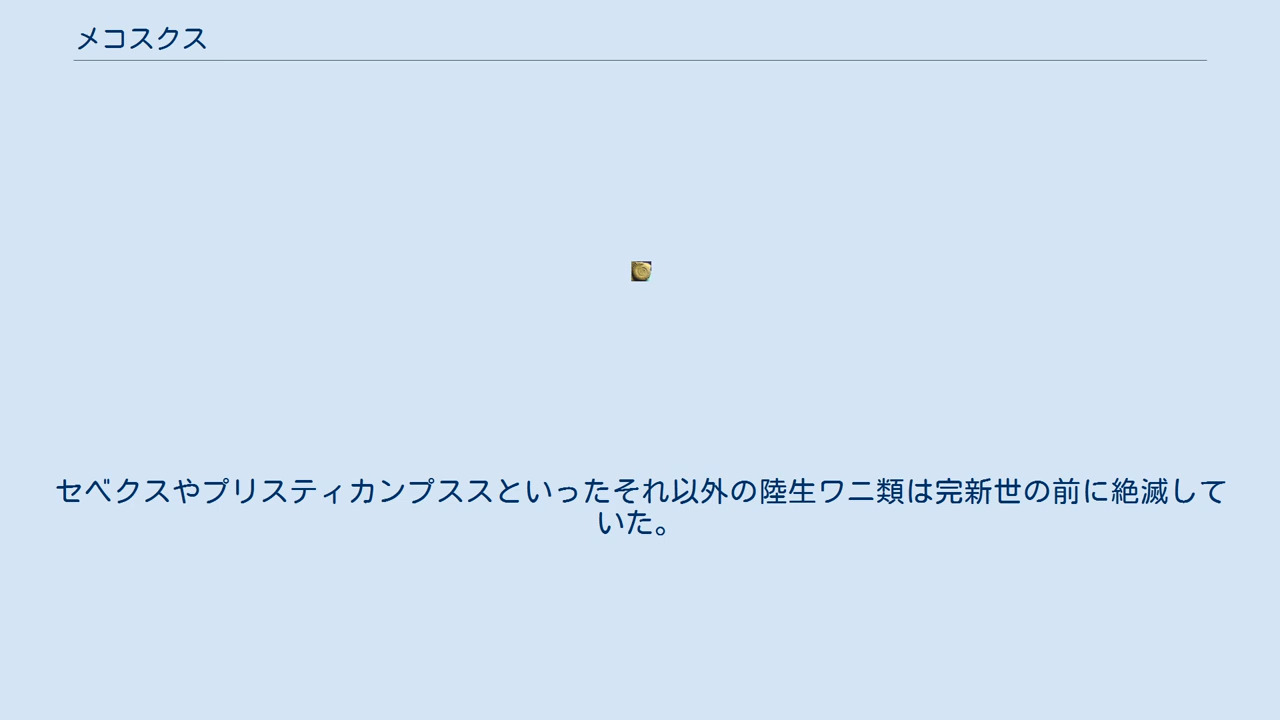 メコスクス
セベクスやプリスティカンプススといったそれ以外の陸生ワニ類は完新世の前に絶滅して
いた。